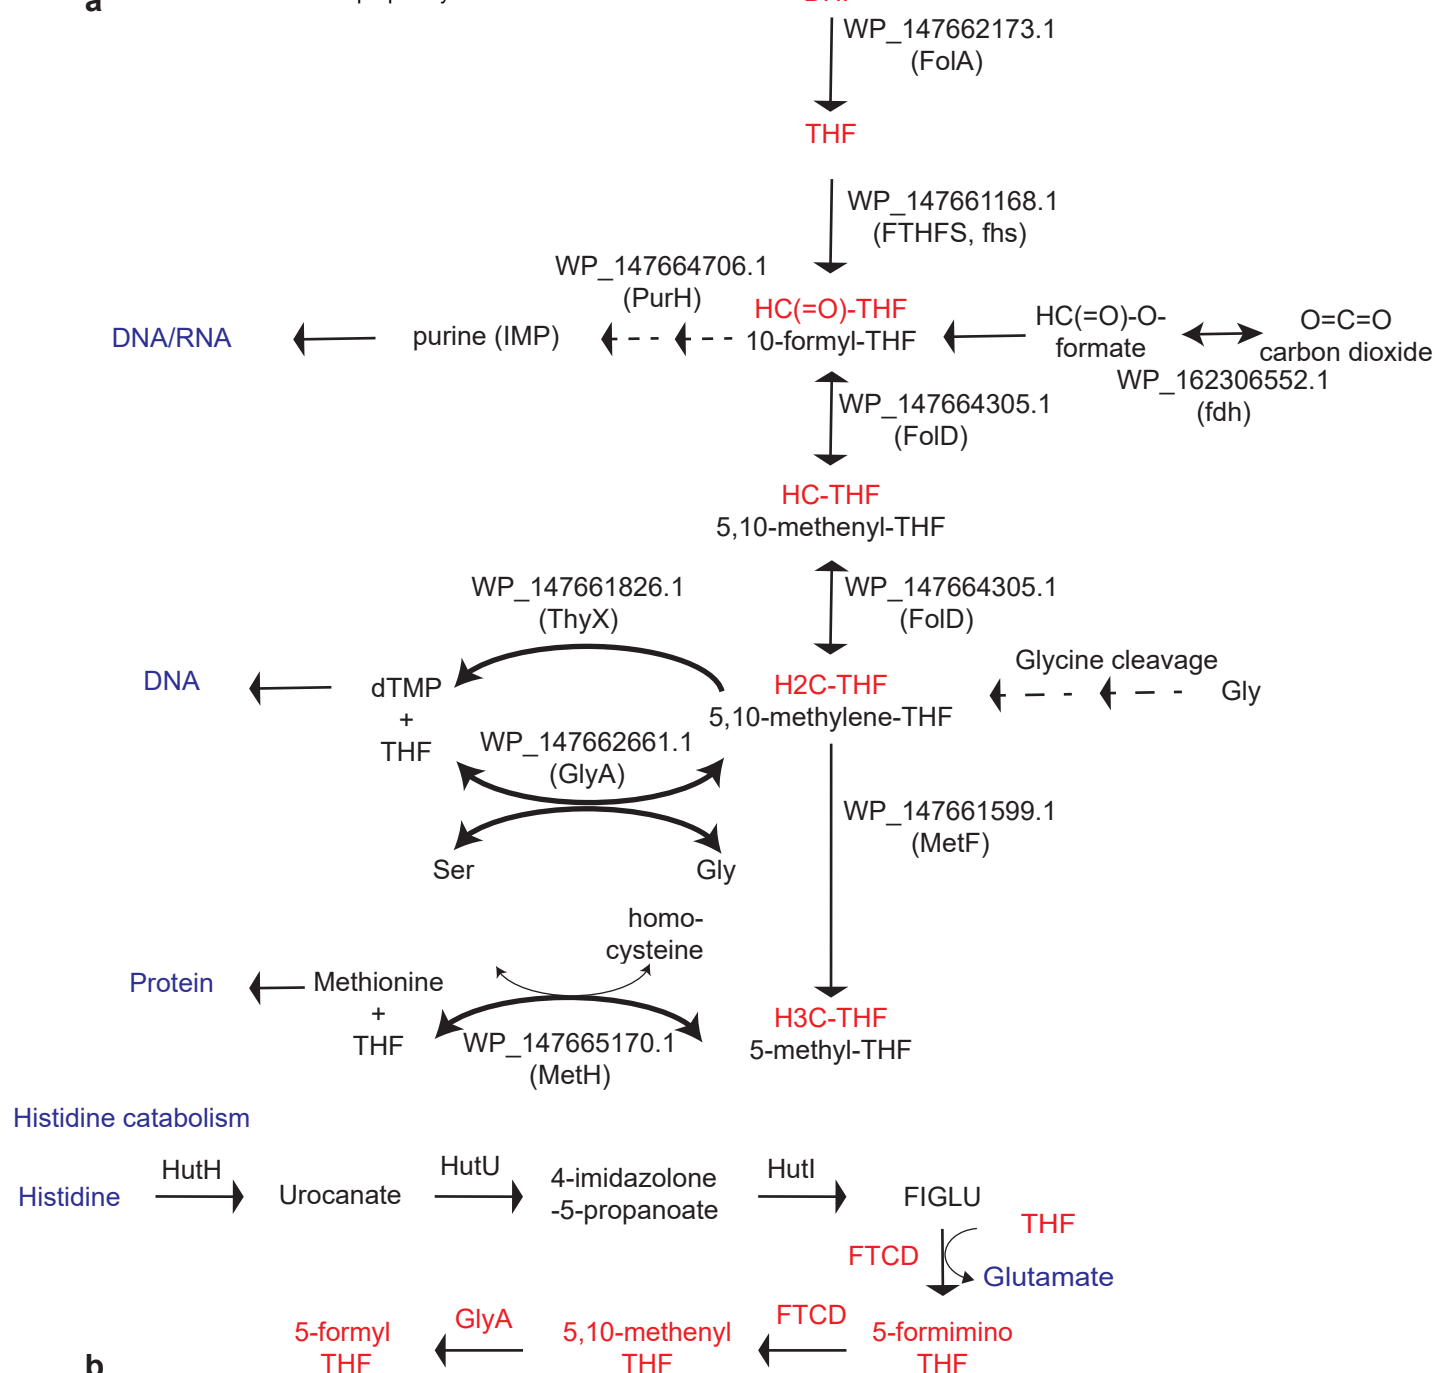 a
WP_147662173.1
(FolA)
THF
WP_147661168.1
(FTHFS, fhs)
WP_147664706.1
(PurH)
DNA/RNA
purine (IMP)
HC(=O)-THF
10-formyl-THF
HC(=O)-O-
formate
O=C=O
carbon dioxide
WP_162306552.1
(fdh)
WP_147664305.1
(FolD)
HC-THF
5,10-methenyl-THF
WP_147661826.1
(ThyX)
WP_147664305.1
(FolD)
DNA
dTMP
+
THF
H2C-THF
5,10-methylene-THF
Glycine cleavage
Gly
WP_147662661.1
(GlyA)
Ser
Gly
WP_147661599.1
(MetF)
homo-
cysteine
Protein
Methionine
+
THF
WP_147665170.1
(MetH)
H3C-THF
5-methyl-THF
Histidine catabolism
Histidine
HutH
Urocanate
HutU
4-imidazolone
-5-propanoate
HutI
FIGLU
THF
FTCD
Glutamate
5-formyl
THF
GlyA
5,10-methenyl
THF
FTCD
5-formimino
THF
b